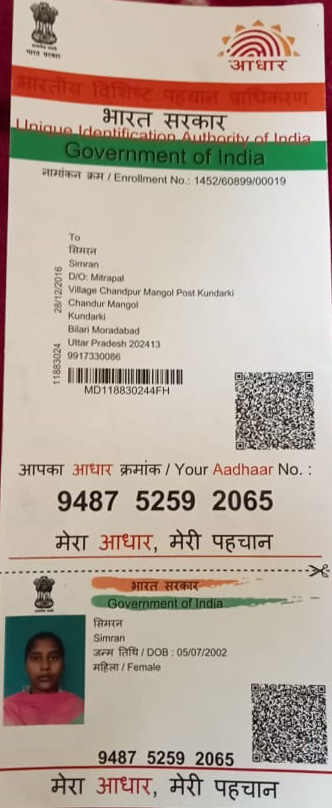 भारत सरकार
आधार
भारतीय विशिष्ट पहचान प्राधिकरण
भारत सरकार
Unique Identification Authority of India
Government of India
नामांकन क्रम / Enrollment No.: 1452/60899/00019
To
सिमरन
Simran
D/O: Mitrapal
Village Chandpur Mangol Post Kundarki
Chandur Mangol
Kundarki
Bilari Moradabad
Uttar Pradesh 202413
9917330086
28/12/2016
11883024
MD118830244FH
आपका आधार क्रमांक / Your Aadhaar No. :
9487 5259 2065
मेरा आधार, मेरी पहचान
भारत सरकार
Government of India
सिमरन
Simran
जन्म तिथि / DOB : 05/07/2002
महिला / Female
9487 5259 2065
मेरा आधार, मेरी पहचान